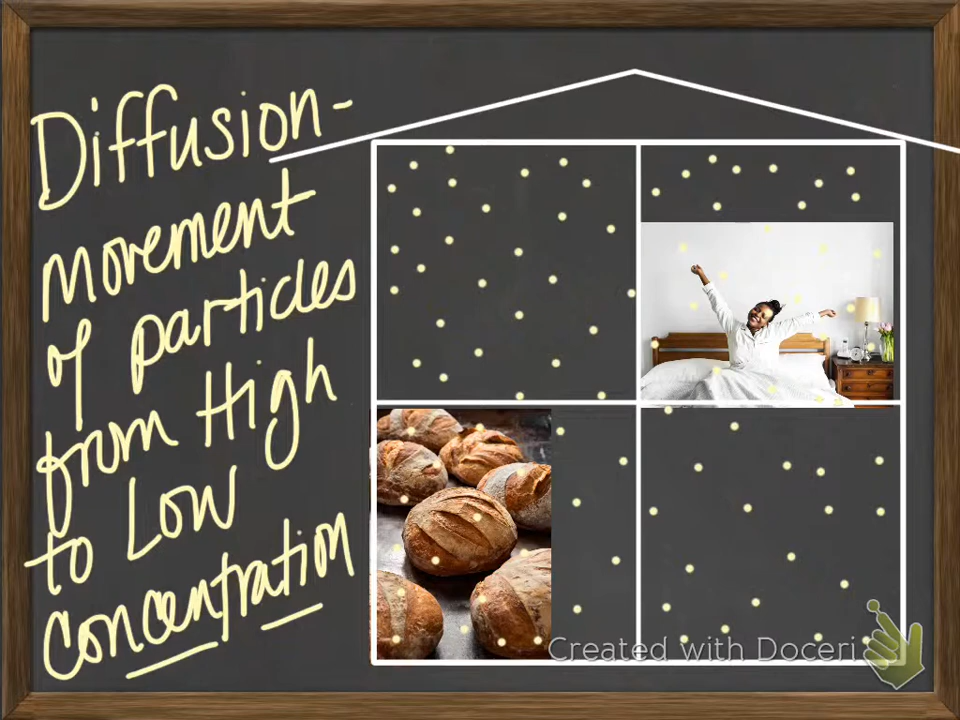 Diffusion-
movement
of particles
from High
to Low
concentration
Created with Doceri